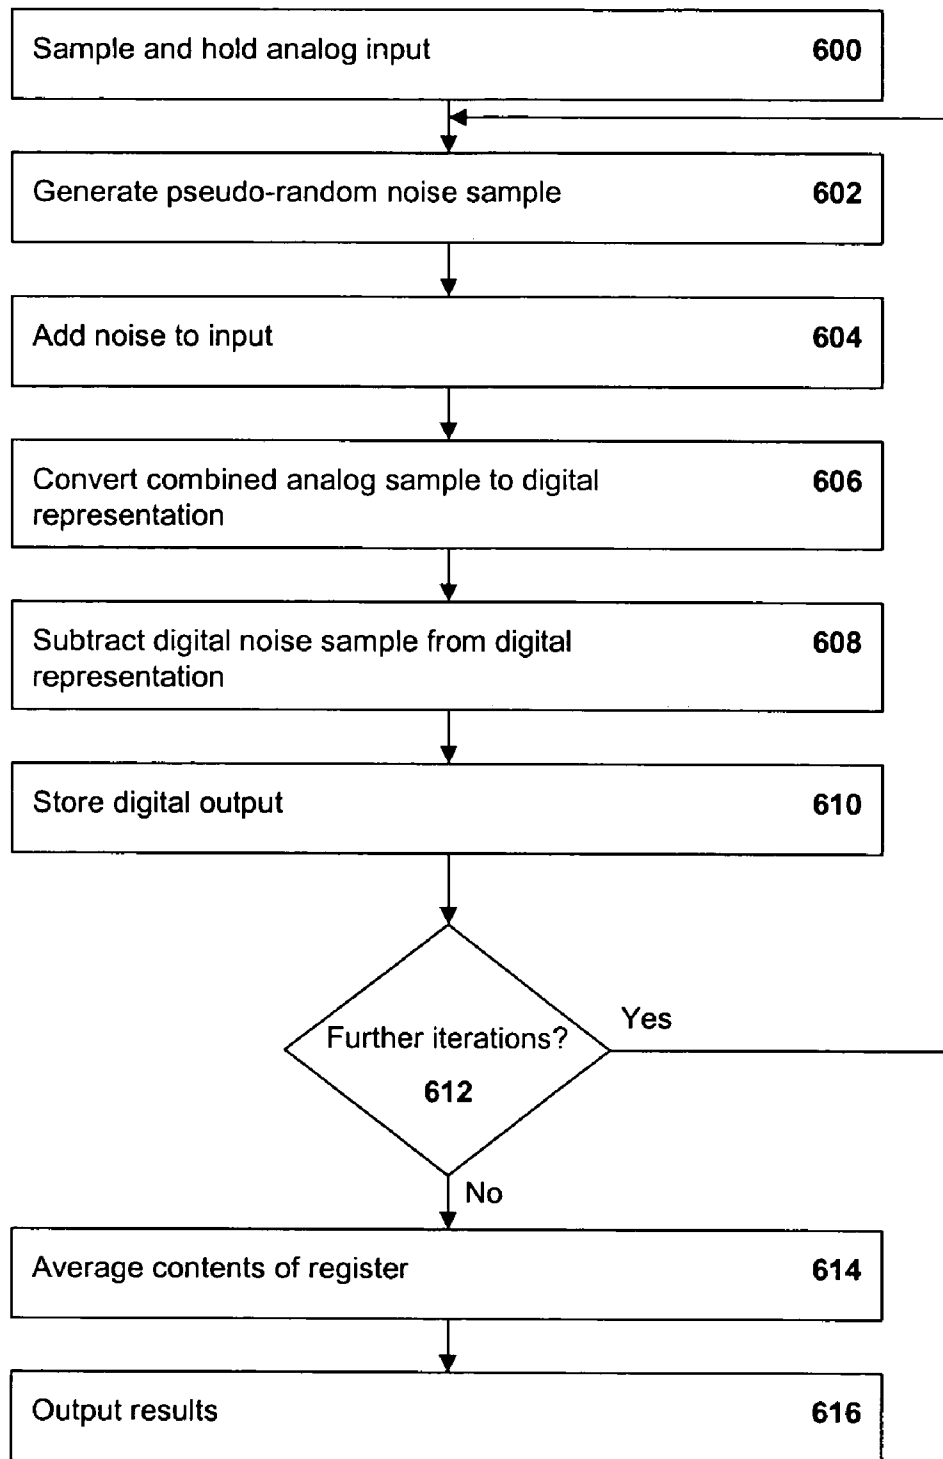 Sample and hold analog input 600
Generate pseudo-random noise sample 602
Add noise to input 604
Convert combined analog sample to digital 606
representation
Subtract digital noise sample from digital 608
representation
Store digital output 610
Further iterations? Yes
612
No
Average contents of register 614
Output results 616